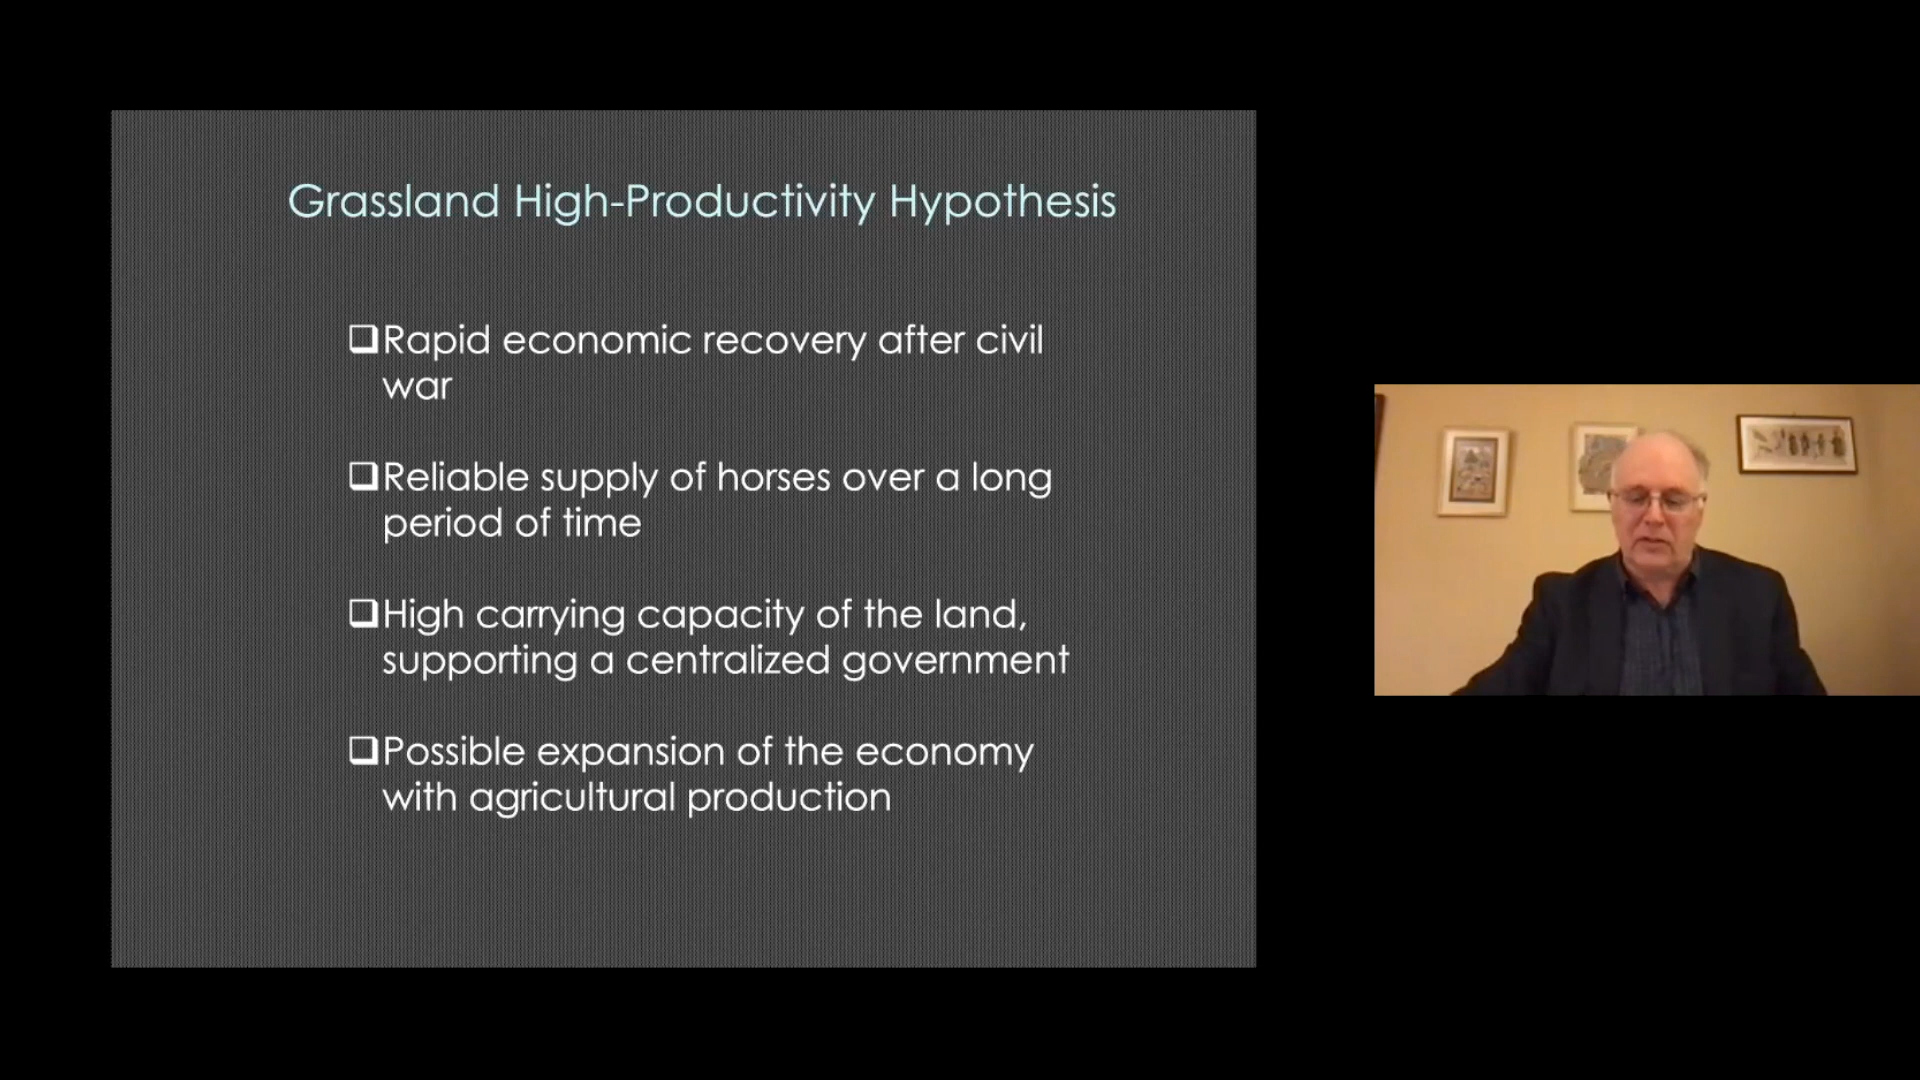 Grassland High-Productivity Hypothesis
Rapid economic recovery after civil
war
Reliable supply of horses over a long
period of time
High carrying capacity of the land,
supporting a centralized government
Possible expansion of the economy
with agricultural production